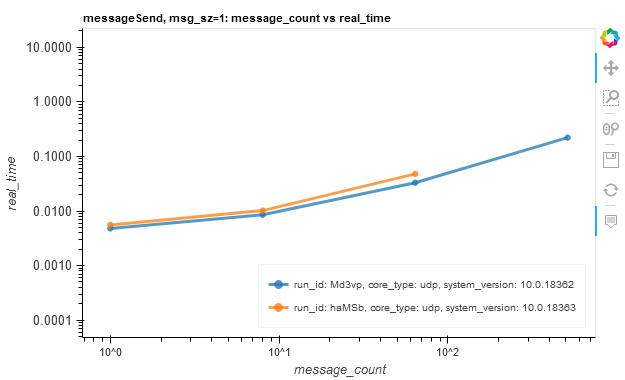 messageSend, msg_sz=1: message_count vs real_time
10.0000
1.0000
0.1000
0.0100
0.0010
0.0001
real_time
run_id: Md3vp, core_type: udp, system_version: 10.0.18362
run_id: haMSb, core_type: udp, system_version: 10.0.18363
10^0
10^1
10^2
message_count